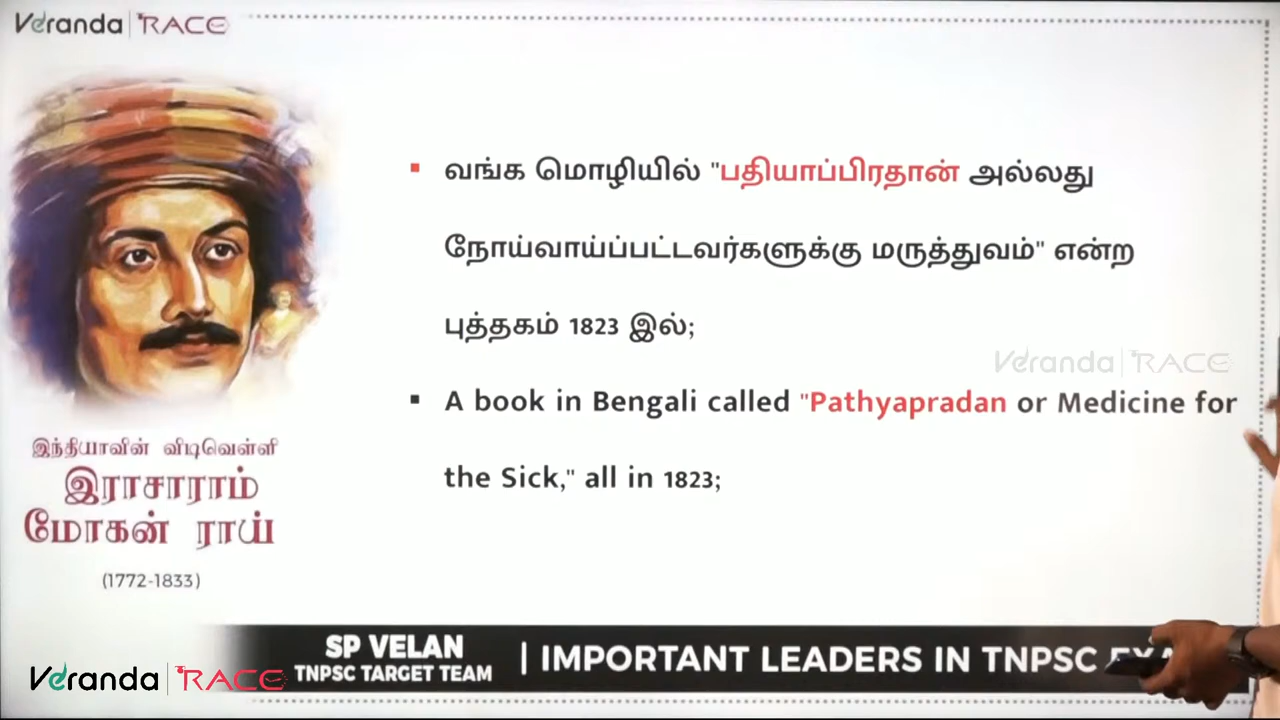 Veranda RACE
வங்க மொழியில் "பதியாப்பிரதான் அல்லது
நோய்வாய்ப்பட்டவர்களுக்கு மருத்துவம்" என்ற
புத்தகம் 1823 இல்;
Veranda RACE
A book in Bengali called "Pathyapradan or Medicine for
the Sick," all in 1823;
இந்தியாவின் விடிவெள்ளி
இராசாராம்
மோகன் ராய்
(1772-1833)
SP VELAN
TNPSC TARGET TEAM
IMPORTANT LEADERS IN TNPSC
Veranda RACE